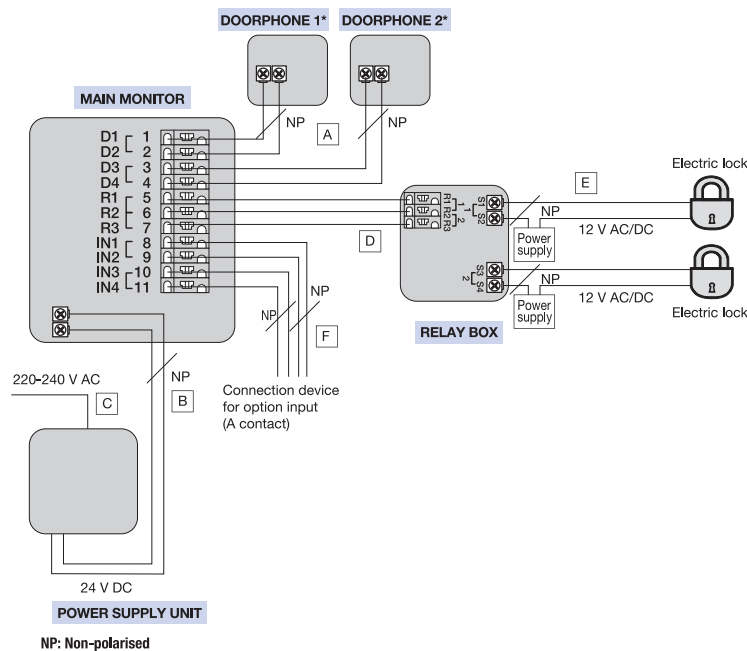 DOORPHONE 1*
DOORPHONE 2*
MAIN MONITOR
NP
A
NP
D1 1
D2 2
D3 3
D4 4
R1 5
R2 6
R3 7
IN1 8
IN2 9
IN3 10
IN4 11
R1
R2
R3
1
2
1
2
S1
S2
S3
S4
D
E
Electric lock
NP
Power
supply
12 V AC/DC
NP
Power
supply
12 V AC/DC
Electric lock
RELAY BOX
NP
NP
F
Connection device
for option input
(A contact)
NP
B
220-240 V AC
C
24 V DC
POWER SUPPLY UNIT
NP: Non-polarised